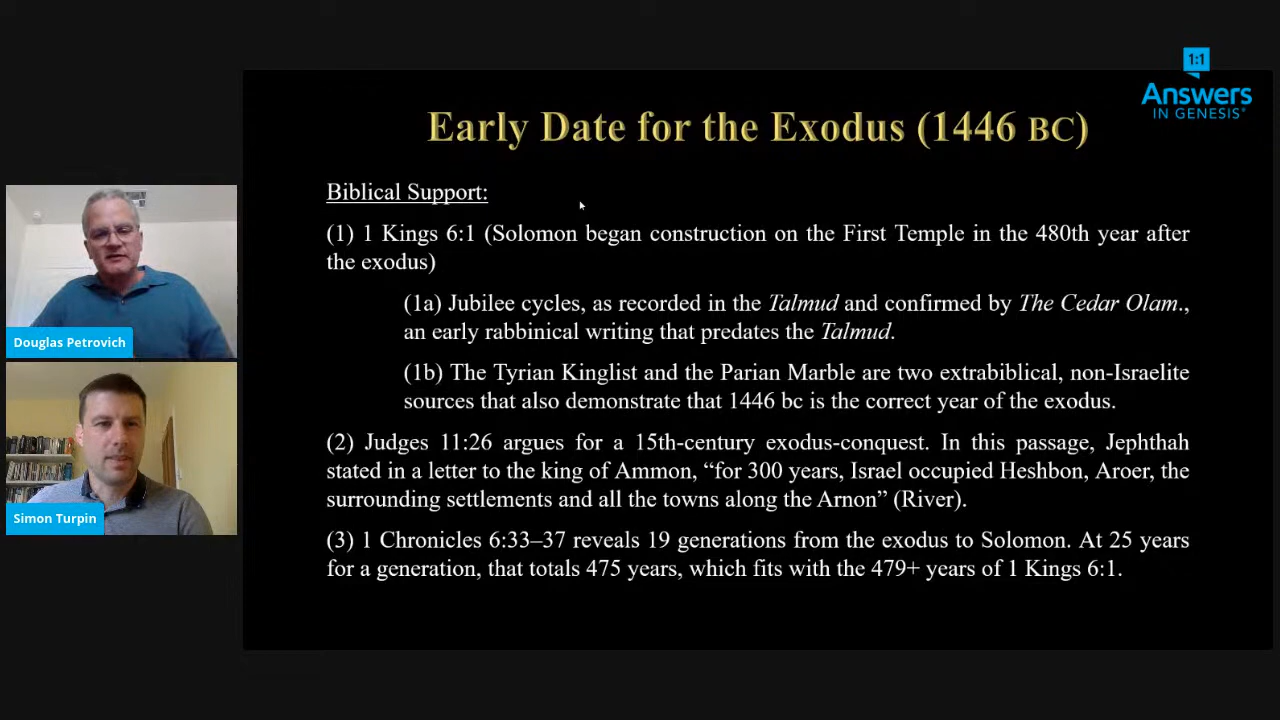 1:1
Answers
IN GENESIS®
Early Date for the Exodus (1446 BC)
Biblical Support:
(1) 1 Kings 6:1 (Solomon began construction on the First Temple in the 480th year after
the exodus)
(1a) Jubilee cycles, as recorded in the Talmud and confirmed by The Cedar Olam.,
an early rabbinical writing that predates the Talmud.
(1b) The Tyrian Kinglist and the Parian Marble are two extrabiblical, non-Israelite
sources that also demonstrate that 1446 bc is the correct year of the exodus.
(2) Judges 11:26 argues for a 15th-century exodus-conquest. In this passage, Jephthah
stated in a letter to the king of Ammon, “for 300 years, Israel occupied Heshbon, Aroer, the
surrounding settlements and all the towns along the Arnon” (River).
(3) 1 Chronicles 6:33–37 reveals 19 generations from the exodus to Solomon. At 25 years
for a generation, that totals 475 years, which fits with the 479+ years of 1 Kings 6:1.
Douglas Petrovich
Simon Turpin